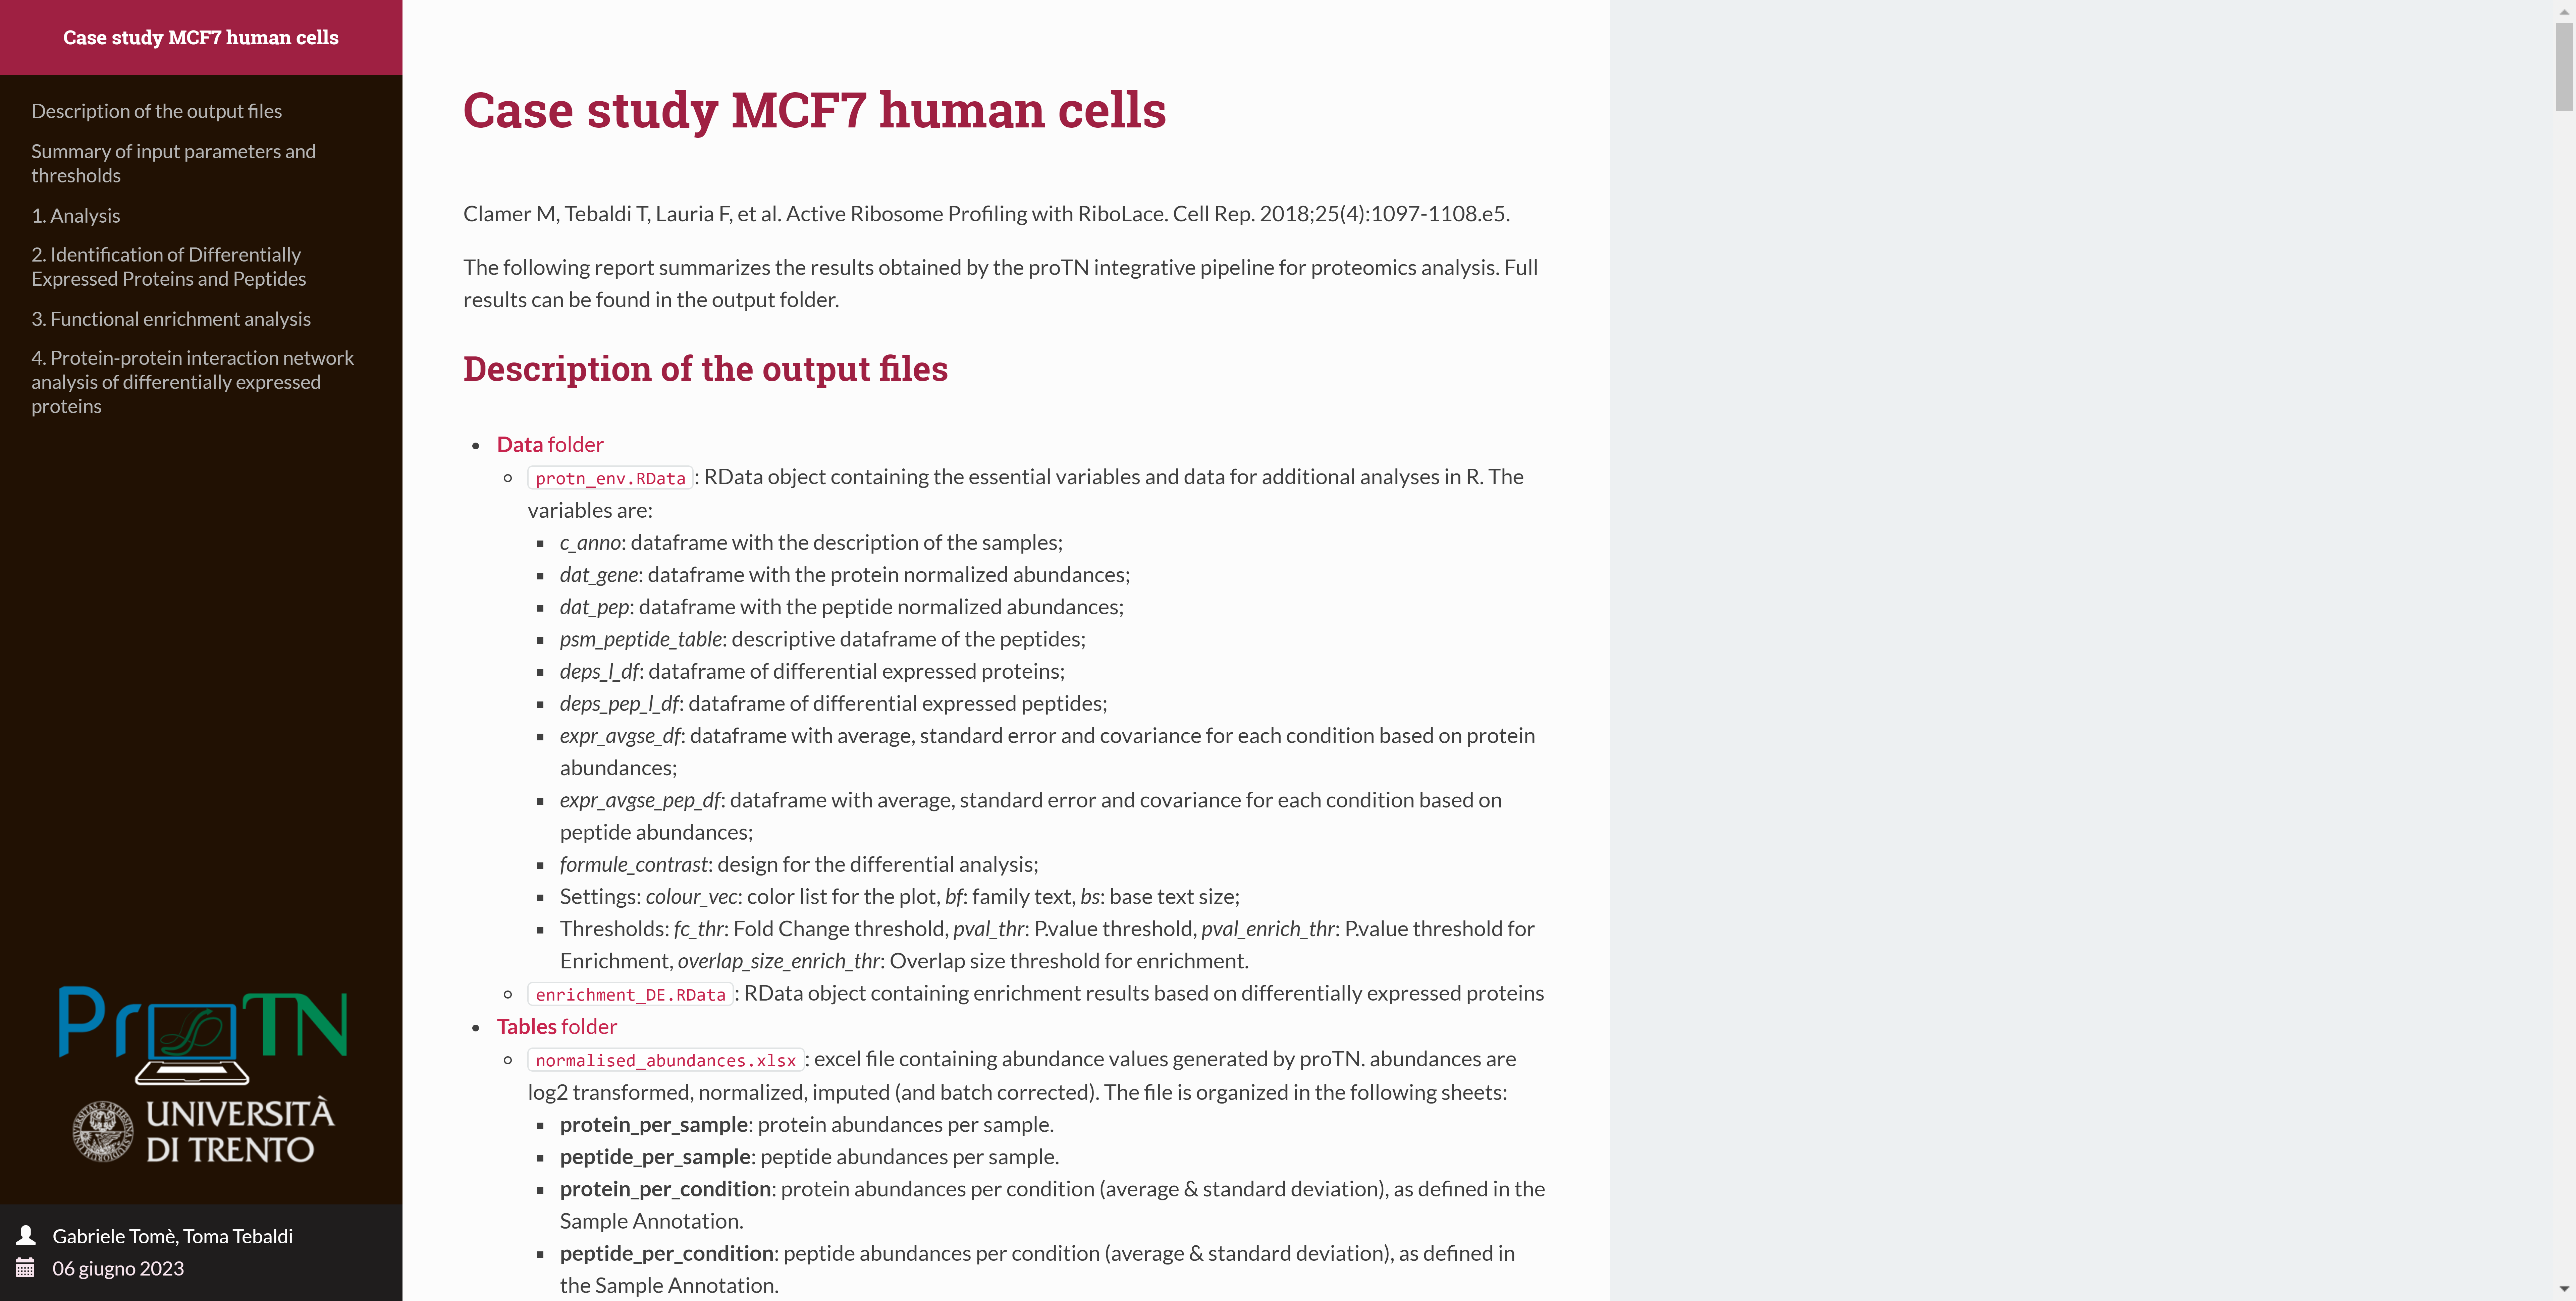 Case study MCF7 human cells
Description of the output files
Summary of input parameters and
thresholds
1. Analysis
2. Identification of Differentially
Expressed Proteins and Peptides
3. Functional enrichment analysis
4. Protein-protein interaction network
analysis of differentially expressed
proteins
PrOTN
UNIVERSITÀ
DI TRENTO
Gabriele Tomè, Toma Tebaldi
06 giugno 2023
Case study MCF7 human cells
Clamer M, Tebaldi T, Lauria F, et al. Active Ribosome Profiling with RiboLace. Cell Rep. 2018;25(4):1097-1108.e5.
The following report summarizes the results obtained by the proTN integrative pipeline for proteomics analysis. Full
results can be found in the output folder.
Description of the output files
• Data folder
protn_env.RData : RData object containing the essential variables and data for additional analyses in R. The
variables are:
c_anno: dataframe with the description of the samples;
dat_gene: dataframe with the protein normalized abundances;
dat_pep: dataframe with the peptide normalized abundances;
psm_peptide_table: descriptive dataframe of the peptides;
deps_l_df: dataframe of differential expressed proteins;
deps_pep_l_df: dataframe of differential expressed peptides;
expr_avgse_df: dataframe with average, standard error and covariance for each condition based on protein
abundances;
expr_avgse_pep_df: dataframe with average, standard error and covariance for each condition based on
peptide abundances;
formule_contrast: design for the differential analysis;
Settings: colour_vec: color list for the plot, bf: family text, bs: base text size;
Thresholds: fc_thr: Fold Change threshold, pval_thr: P.value threshold, pval_enrich_thr: P.value threshold for
Enrichment, overlap_size_enrich_thr: Overlap size threshold for enrichment.
enrichment_DE.RData : RData object containing enrichment results based on differentially expressed proteins
• Tables folder
normalised_abundances.xlsx : excel file containing abundance values generated by proTN. abundances are
log2 transformed, normalized, imputed (and batch corrected). The file is organized in the following sheets:
protein_per_sample: protein abundances per sample.
peptide_per_sample: peptide abundances per sample.
protein_per_condition: protein abundances per condition (average & standard deviation), as defined in the
Sample Annotation.
peptide_per_condition: peptide abundances per condition (average & standard deviation), as defined in
the Sample Annotation.